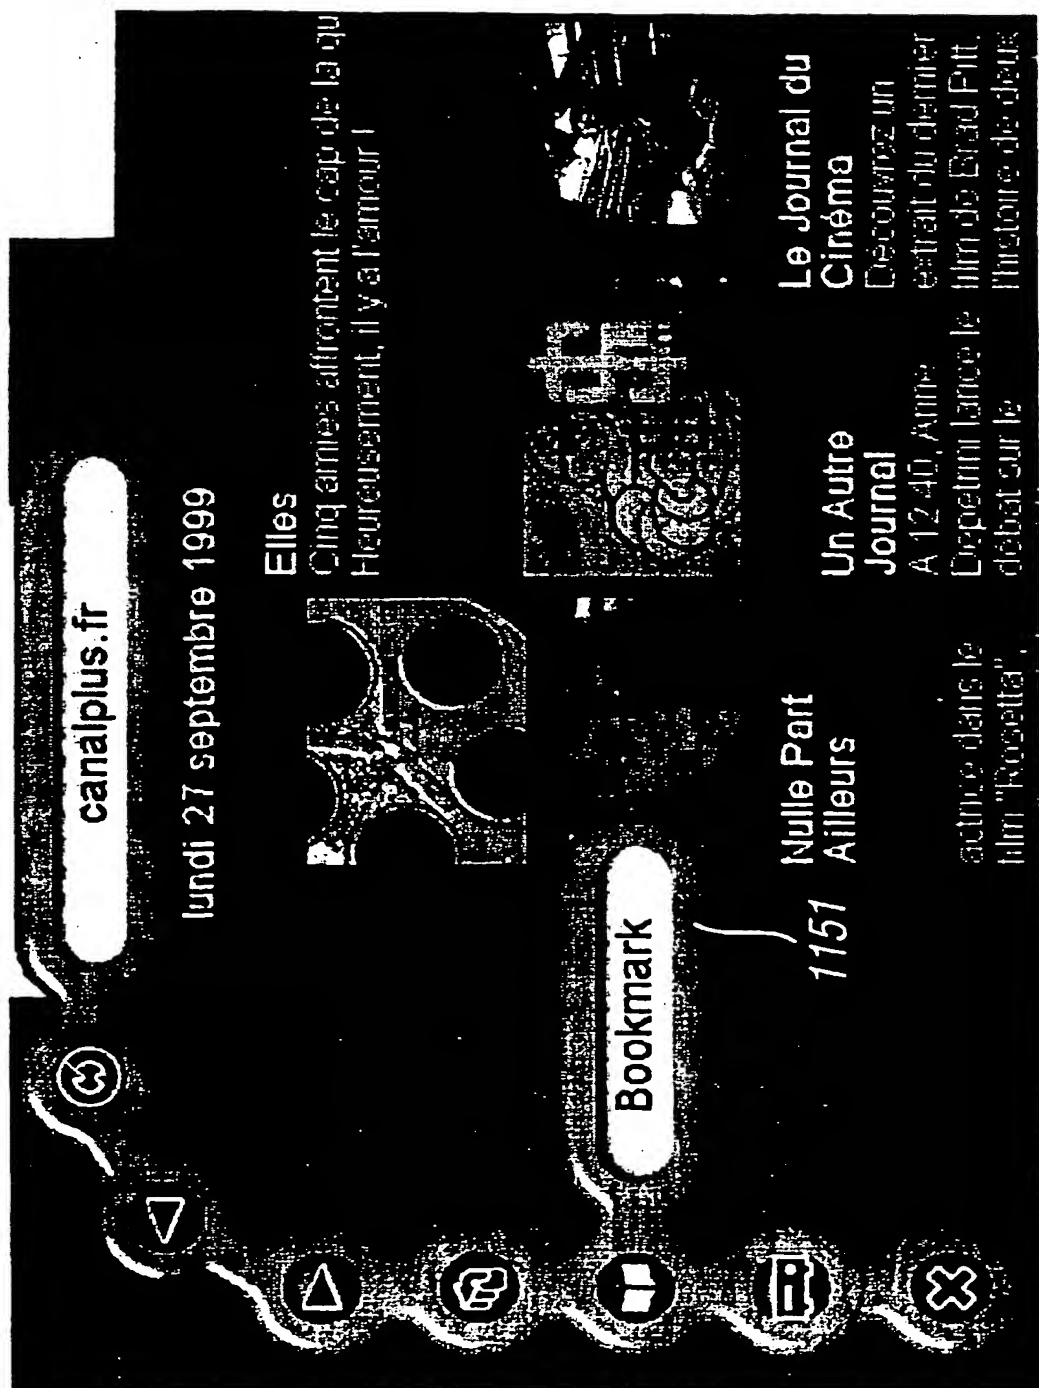 canalplus.fr
lundi 27 septembre 1999
Elles
Cinq amies affrontent le cap de la qu
Heureusement, il y a l'amour !
Bookmark
1151
Nulle Part
Ailleurs
actrice dans le
film "Rosetta",
Un Autre
Journal
A 12 40, Anne
Depetrini lance le
débat sur le
Le Journal du
Cinéma
Découvrez un
extrait du dernier
film de Brad Pitt.
l'histoire de deux